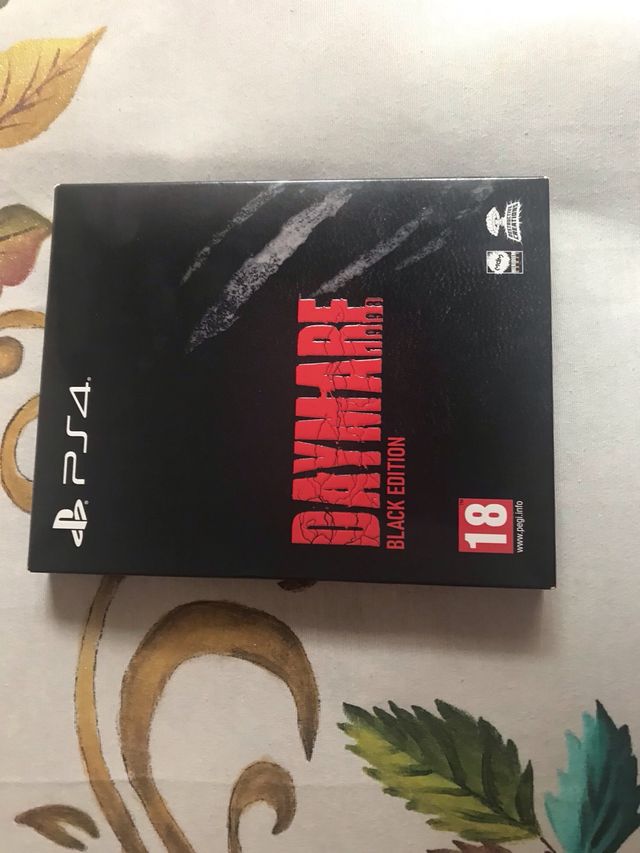 PS4
DAYMARE
1998
BLACK EDITION
18
www.pegi.info